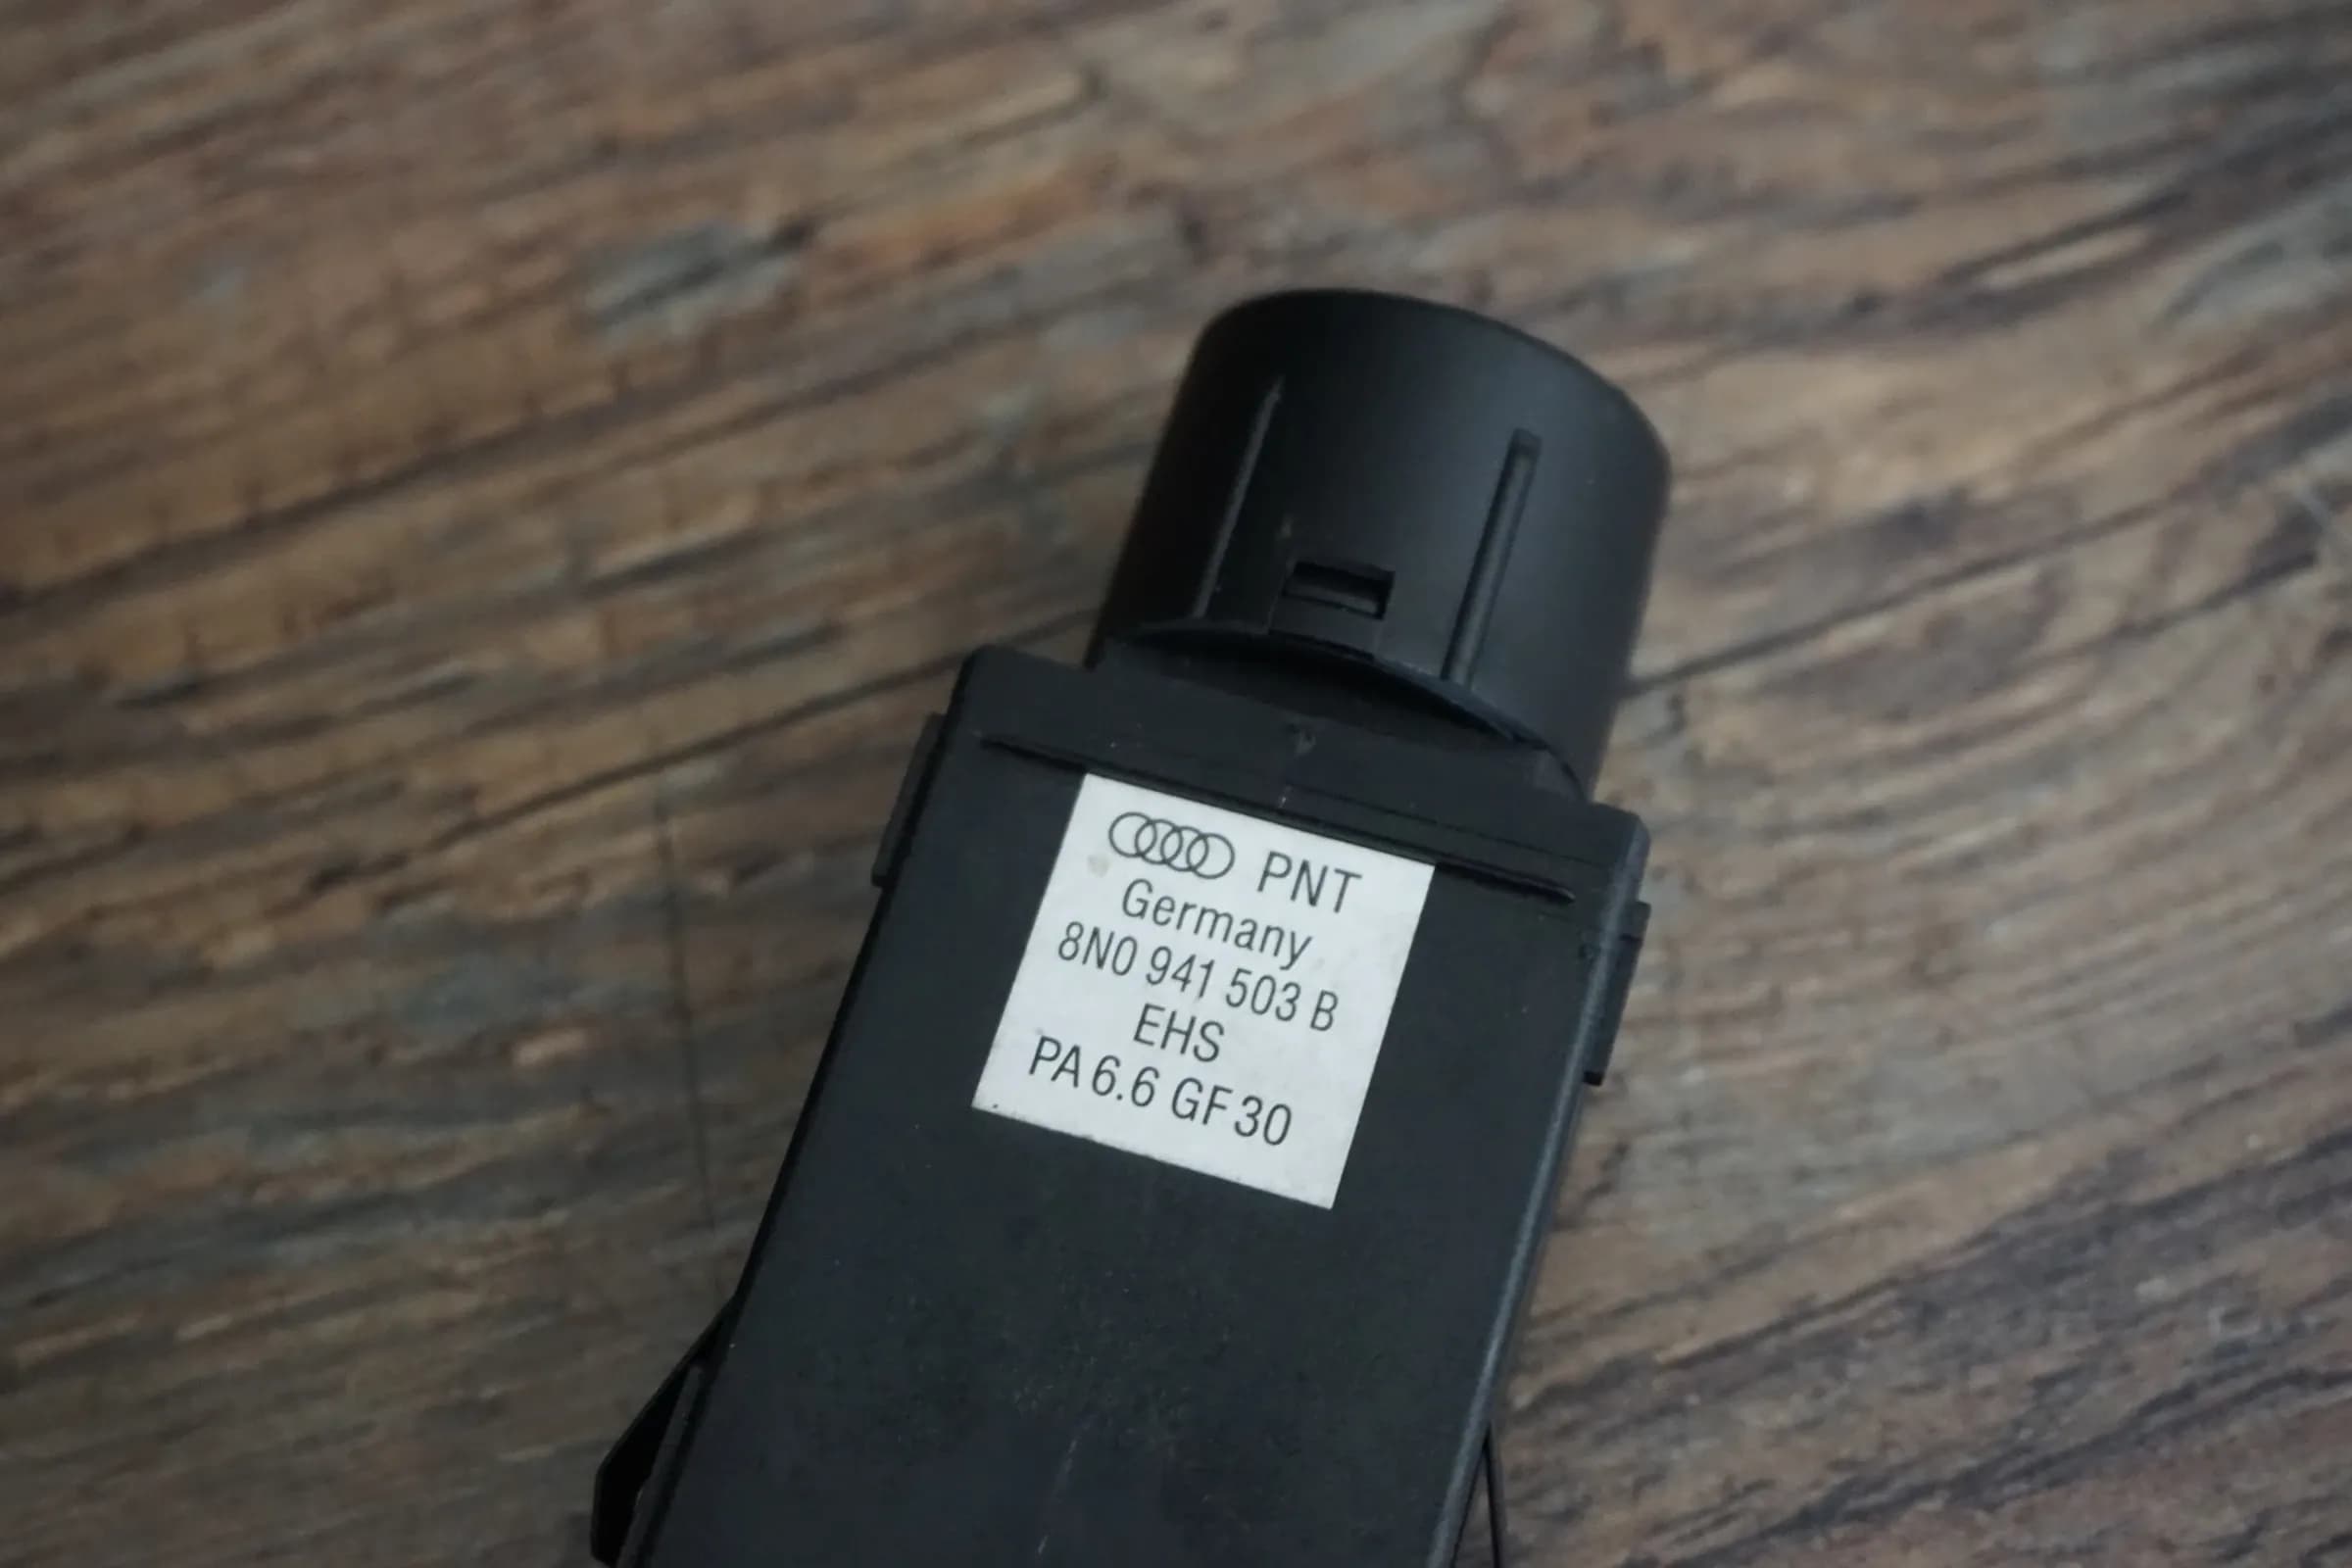 PNT
Germany
8N0 941 503 B
EHS
PA 6.6 GF 30